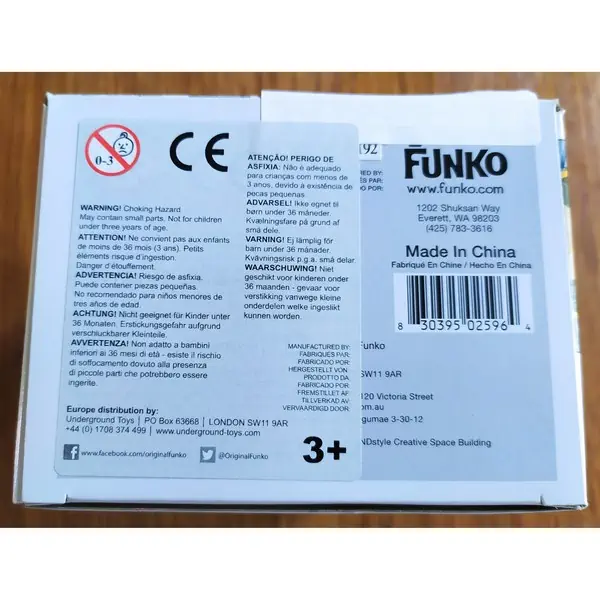 0-3
CE
WARNING! Choking Hazard
May contain small parts. Not for children
under three years of age.
ATTENTION! Ne convient pas aux enfants
de moins de 36 mois (3 ans). Petits
éléments risque d'ingestion.
Danger d'étouffement.
ADVERTENCIA! Riesgo de asfixia.
Puede contener piezas pequeñas.
No recomendado para niños menores de
tres años de edad.
ACHTUNG! Nicht geeignet für Kinder unter
36 Monaten. Erstickungsgefahr aufgrund
verschluckbarer Kleinteile.
AVVERTENZA! Non adatto a bambini
inferiori ai 36 mesi di età - esiste il rischio
di soffocamento dovuto alla presenza
di piccole parti che potrebbero essere
ingerite.
ATENÇÃO! PERIGO DE
ASFIXIA: Não é adequado
para crianças com menos de
3 anos, devido à existência de
pecas pequenas.
ADVARSEL! Ikke egnet til
børn under 36 måneder.
Kvælningsfare på grund af
små dele.
VARNING! Ej lämplig för
børn under 36 månader.
Kvävningsrisk p.g.a. små delar.
WAARSCHUWING! Niet
geschikt voor kinderen onder
36 maanden - gevaar voor
verstikking vanwege kleine
onderdelen welke ingeslikt
kunnen worden.
MANUFACTURED BY:
FABRIQUÉS PAR:
HERGESTELLT VON:
PRODOTTO DA:
FABRICADO POR:
FREMSTILLET AF:
TILLVERKAD AV:
VERVAARDIGD DOOR:
Europe distribution by:
Underground Toys | PO Box 63668 | LONDON SW11 9AR
+44 (0) 1708 374 499 | www.underground-toys.com
www.facebook.com/originalFunko
@OriginalFunko
3+
192
ED BY:
ÉS PAR:
DO POR:
FUNKO
www.funko.com
1202 Shuksan Way
Everett, WA 98203
(425) 783-3616
Made In China
Fabriqué En Chine / Hecho En China
8 30395 02596 4
Funko
SW11 9AR
120 Victoria Street
om.au
gumae 3-30-12
NDstyle Creative Space Building